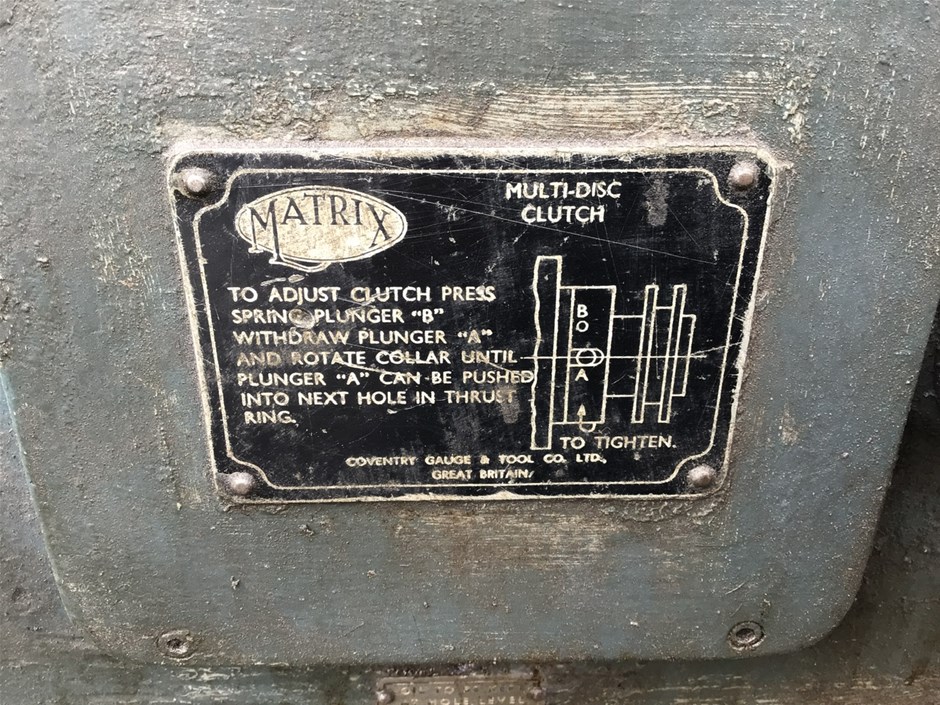 MATRIX
MULTI-DISC
CLUTCH
TO ADJUST CLUTCH PRESS
SPRING PLUNGER "B"
WITHDRAW PLUNGER "A"
AND ROTATE COLLAR UNTIL
PLUNGER "A" CAN BE PUSHED
INTO NEXT HOLE IN THRUST
RING.
B
A
TO TIGHTEN.
COVENTRY GAUGE & TOOL CO. LTD.,
GREAT BRITAIN.